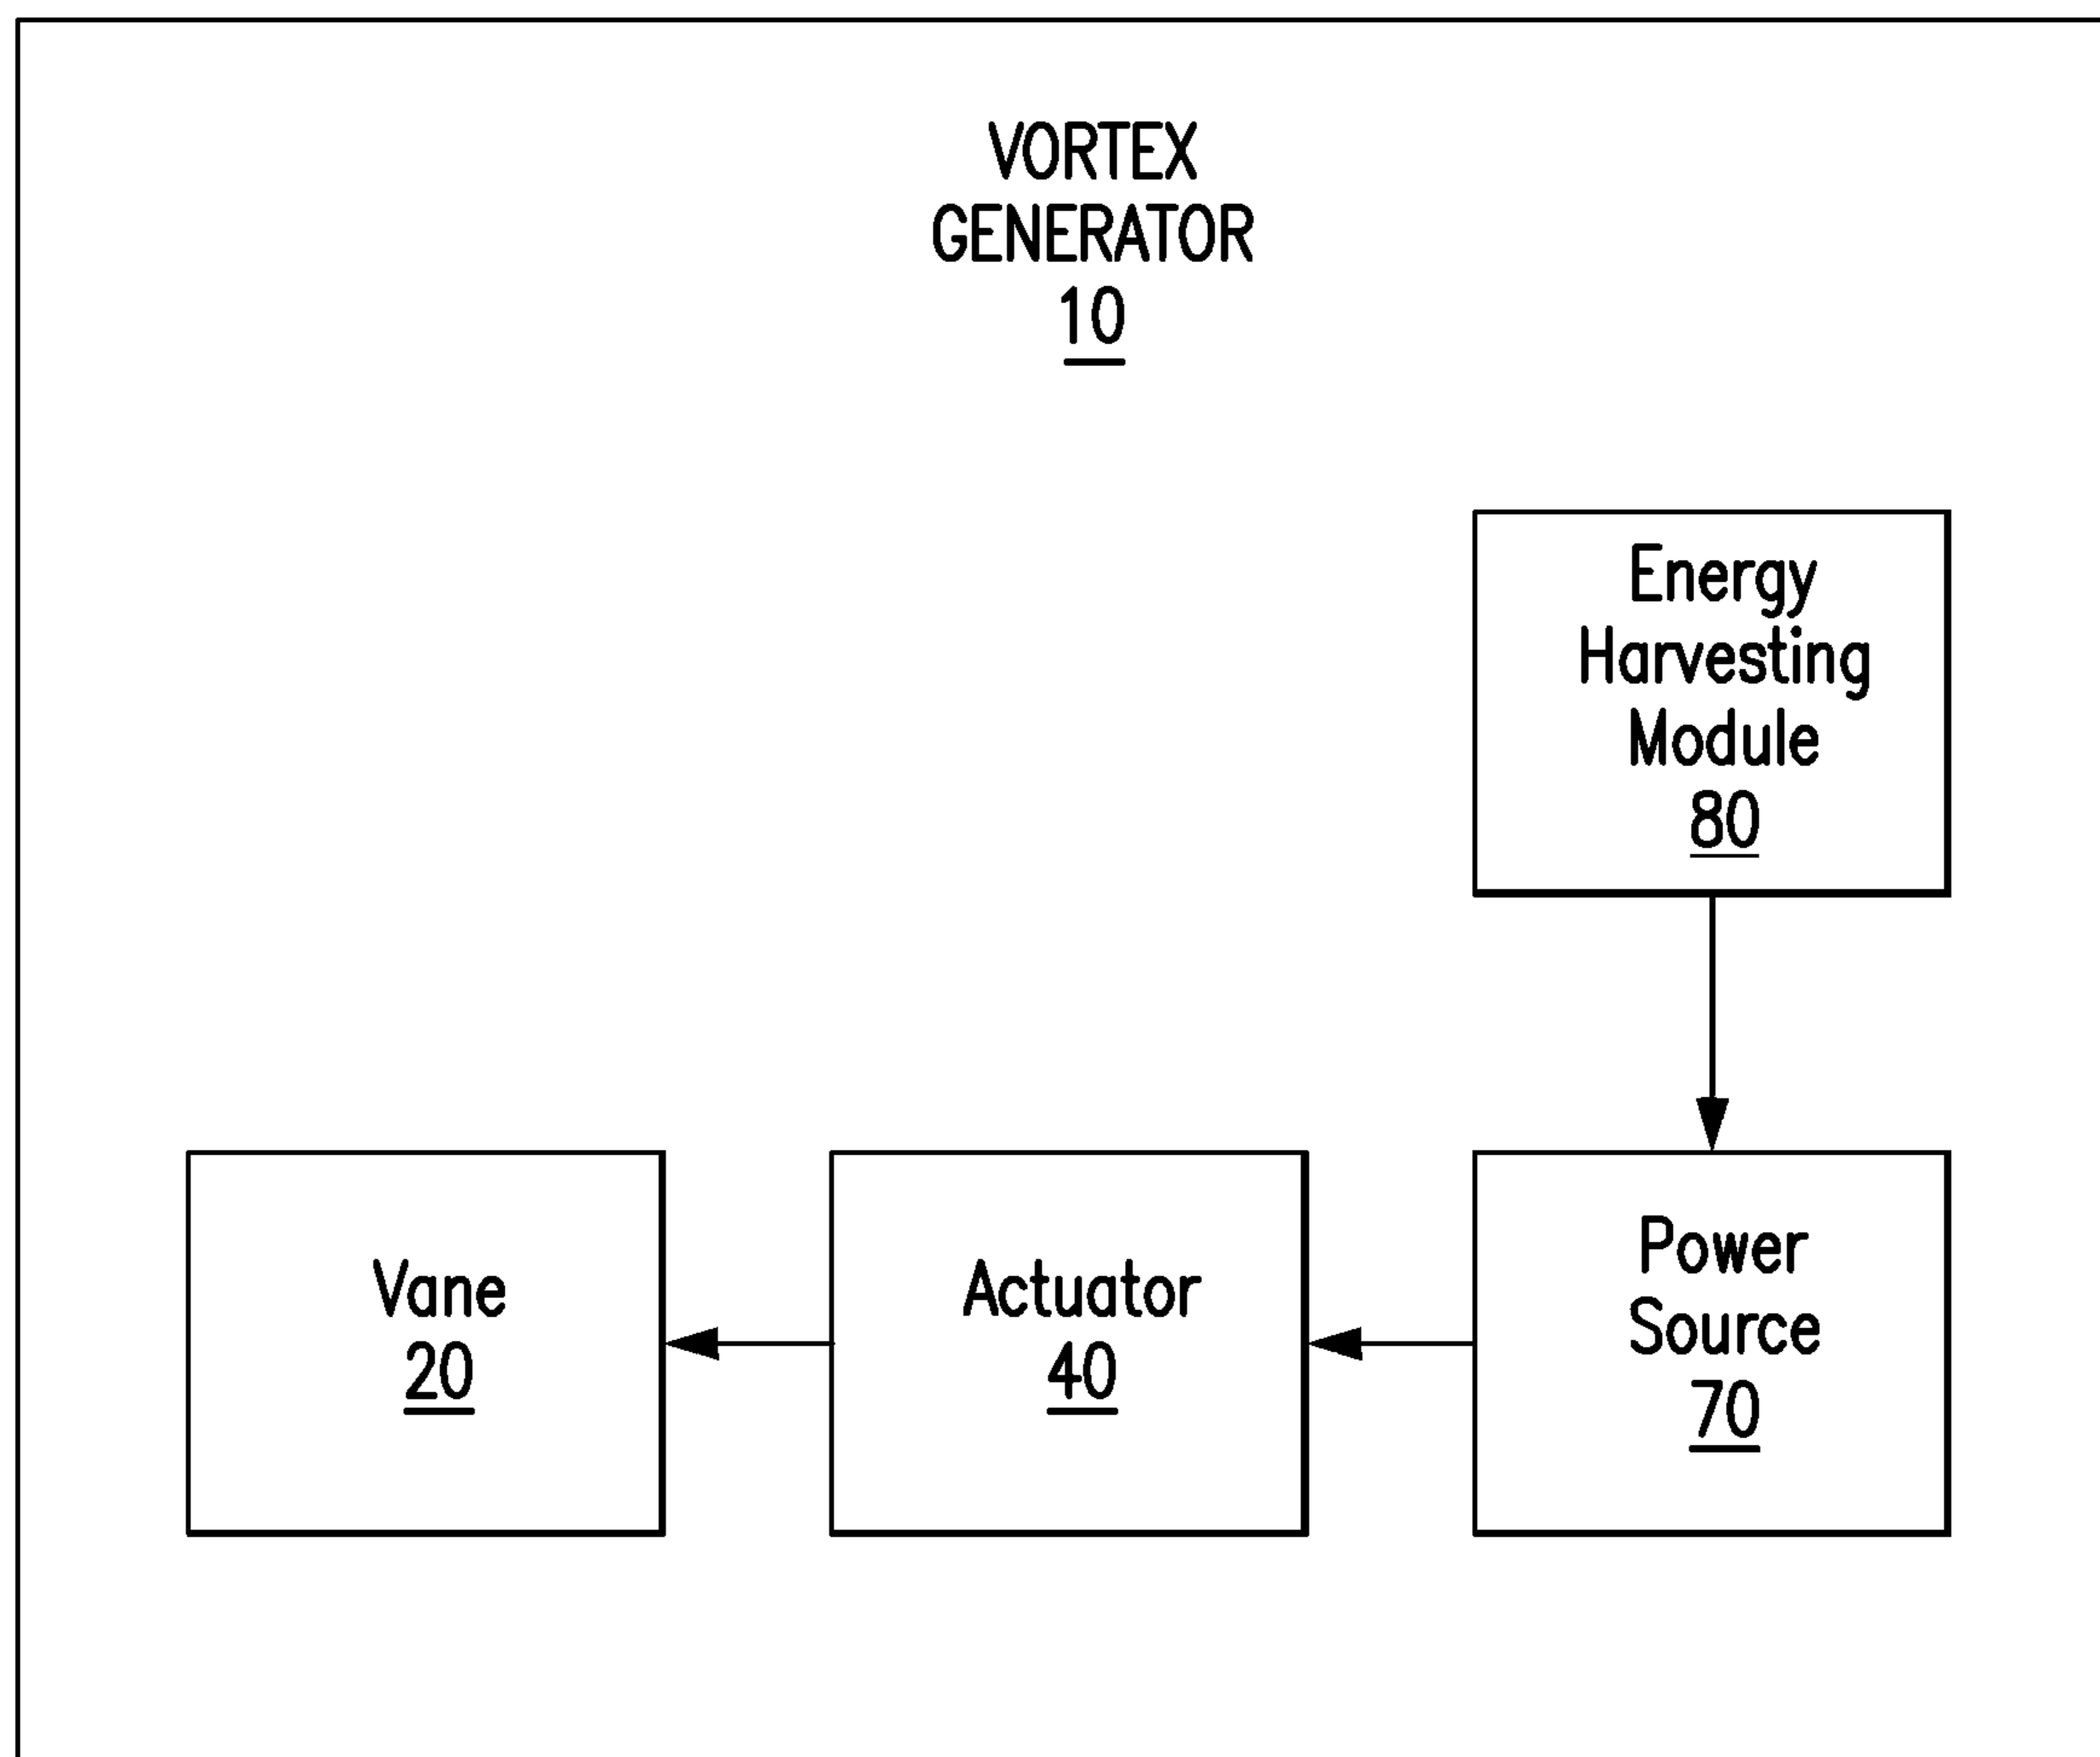 VORTEX
GENERATOR
10
Energy
Harvesting
Module
80
Vane
20
Actuator
40
Power
Source
70